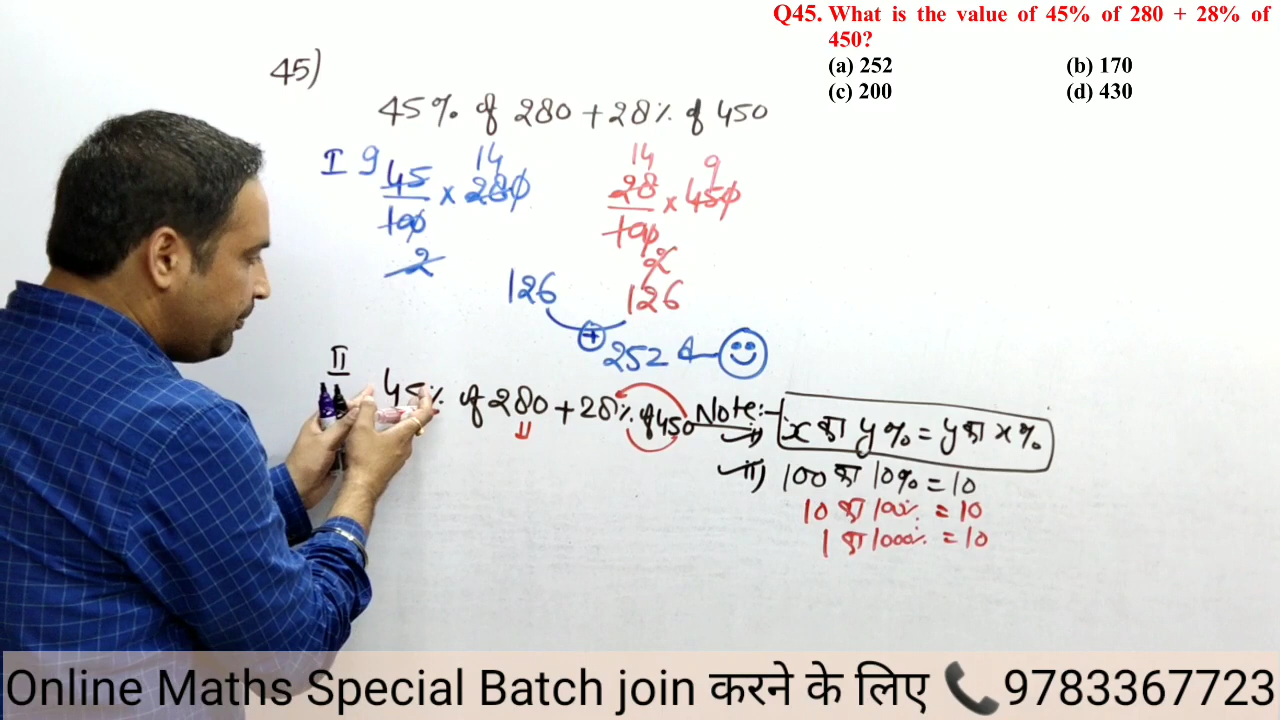 Q45. What is the value of 45% of 280 + 28% of
450?
(a) 252 (b) 170
(c) 200 (d) 430
45)
45% of 280 + 28% of 450
I 9 14 14 9
45/100 × 280 28/100 × 450
2 2
126 126
+
252
II
45% of 280 + 28% of 450 Note:-
i) x का y% = y का x%
ii) 100 का 10% = 10
10 का 100% = 10
1 का 1000% = 10
Online Maths Special Batch join करने के लिए 📞9783367723